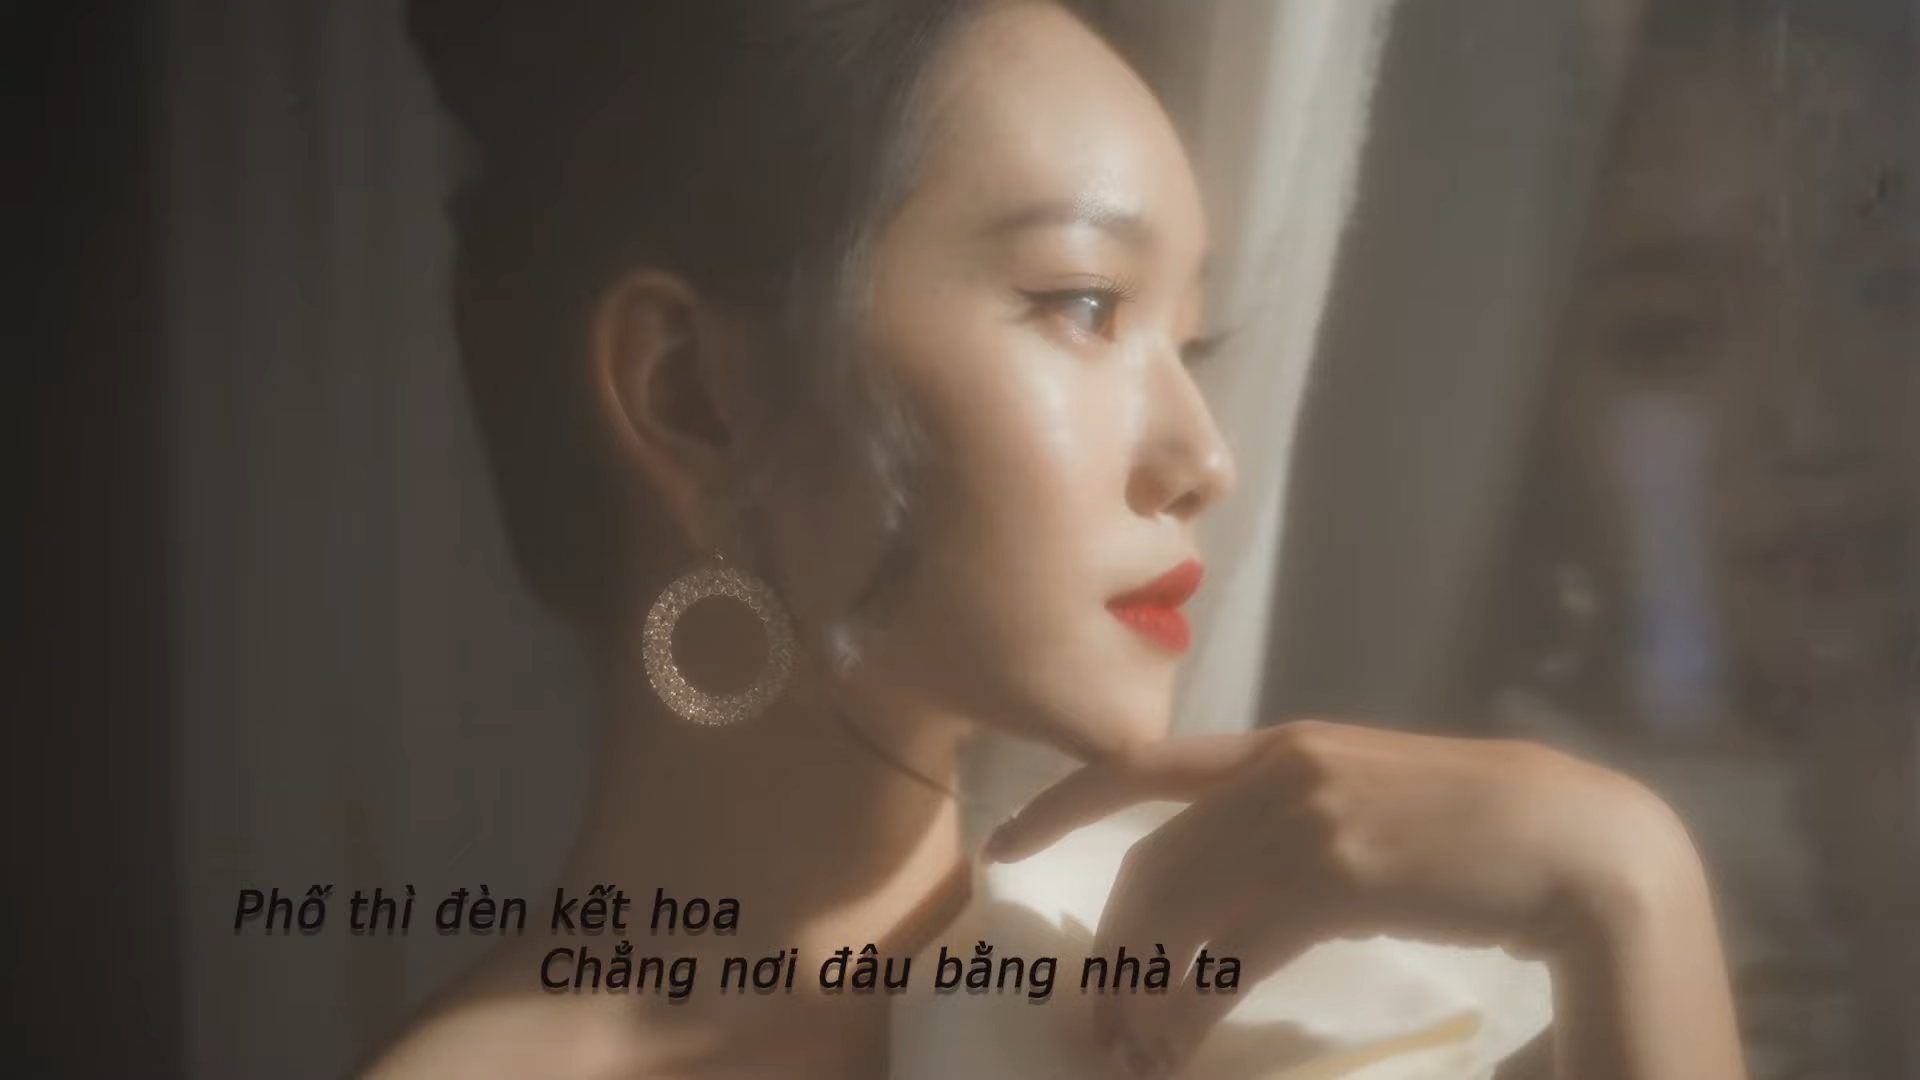 Phố thì đèn kết hoa
Chẳng nơi đâu bằng nhà ta